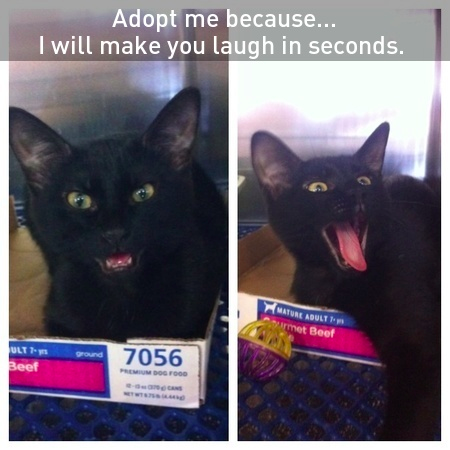 Adopt me because...
I will make you laugh in seconds.
ULT 7+ yrs
ground
Beef
7056
PREMIUM DOG FOOD
CANS
MATURE ADULT 7+ yrs
urmet Beef